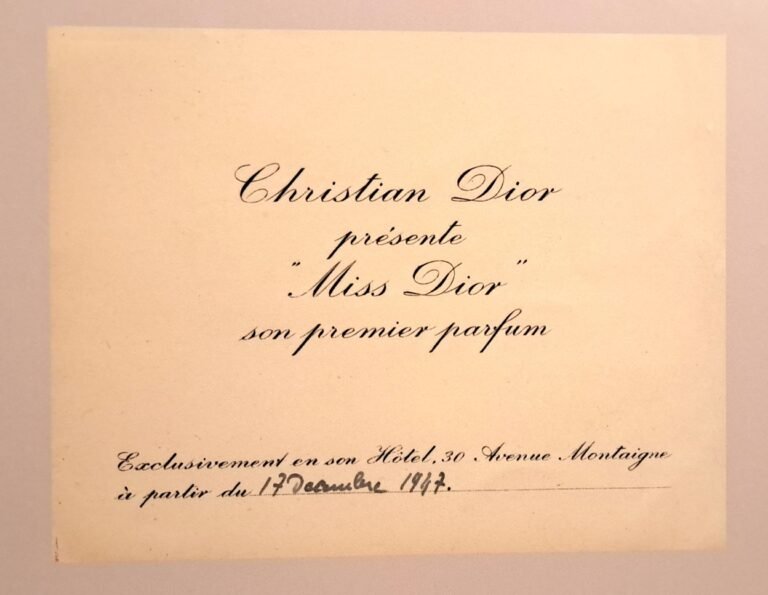 Christian Dior
présente
"Miss Dior"
son premier parfum
Exclusivement en son Hôtel, 30 Avenue Montaigne
à partir du 17 Decembre 1947.